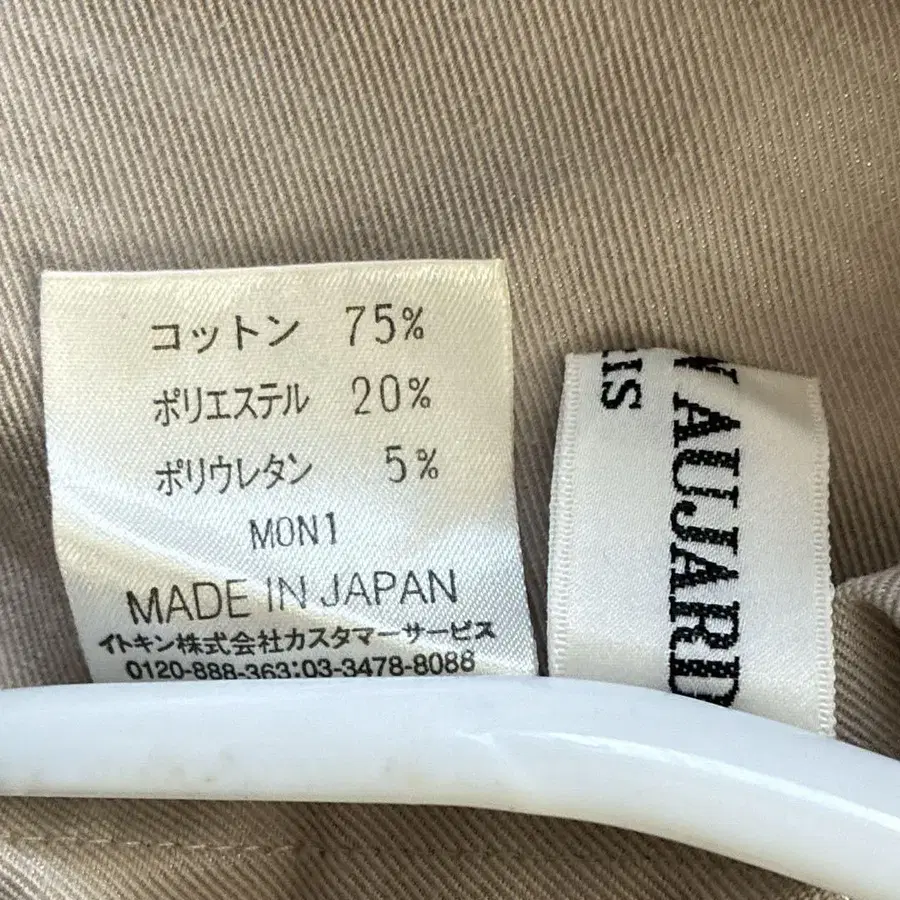 コットン 75%
ポリエステル 20%
ポリウレタン 5%
MON1
MADE IN JAPAN
イトキン株式会社カスタマーサービス
0120-888-363:03-3478-8088
AUJARD